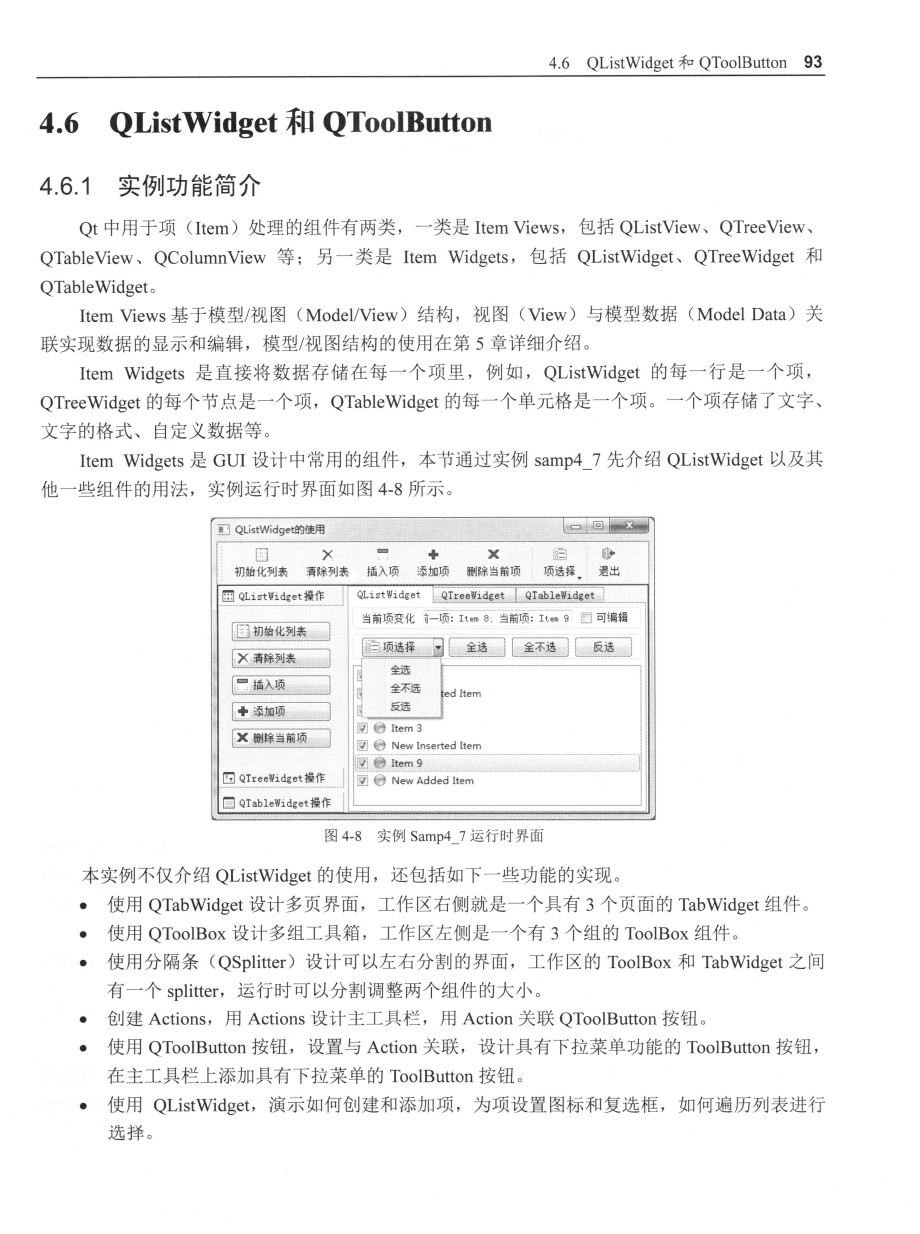 4.6 QListWidget 和 QToolButton 93
4.6 QListWidget 和 QToolButton
4.6.1 实例功能简介
Qt 中用于项（Item）处理的组件有两类，一类是 Item Views，包括 QListView、QTreeView、
QTableView、QColumnView 等；另一类是 Item Widgets，包括 QListWidget、QTreeWidget 和
QTableWidget。
Item Views 基于模型/视图（Model/View）结构，视图（View）与模型数据（Model Data）关
联实现数据的显示和编辑，模型/视图结构的使用在第 5 章详细介绍。
Item Widgets 是直接将数据存储在每一个项里，例如，QListWidget 的每一行是一个项，
QTreeWidget 的每个节点是一个项，QTableWidget 的每一个单元格是一个项。一个项存储了文字、
文字的格式、自定义数据等。
Item Widgets 是 GUI 设计中常用的组件，本节通过实例 samp4_7 先介绍 QListWidget 以及其
他一些组件的用法，实例运行时界面如图 4-8 所示。
QListWidget的使用
初始化列表 清除列表 插入项 添加项 删除当前项 项选择 退出
QListWidget操作 QListWidget QTreeWidget QTableWidget
当前项变化 一项: Item 8; 当前项: Item 9 可编辑
初始化列表
项选择 全选 全不选 反选
清除列表
全选
插入项
全不选
ted Item
反选
添加项
Item 3
删除当前项
New Inserted Item
Item 9
QTreeWidget操作
New Added Item
QTableWidget操作
图 4-8 实例 Samp4_7 运行时界面
本实例不仅介绍 QListWidget 的使用，还包括如下一些功能的实现。
● 使用 QTabWidget 设计多页界面，工作区右侧就是一个具有 3 个页面的 TabWidget 组件。
● 使用 QToolBox 设计多组工具箱，工作区左侧是一个有 3 个组的 ToolBox 组件。
● 使用分隔条（QSplitter）设计可以左右分割的界面，工作区的 ToolBox 和 TabWidget 之间
有一个 splitter，运行时可以分割调整两个组件的大小。
● 创建 Actions，用 Actions 设计主工具栏，用 Action 关联 QToolButton 按钮。
● 使用 QToolButton 按钮，设置与 Action 关联，设计具有下拉菜单功能的 ToolButton 按钮，
在主工具栏上添加具有下拉菜单的 ToolButton 按钮。
● 使用 QListWidget，演示如何创建和添加项，为项设置图标和复选框，如何遍历列表进行
选择。